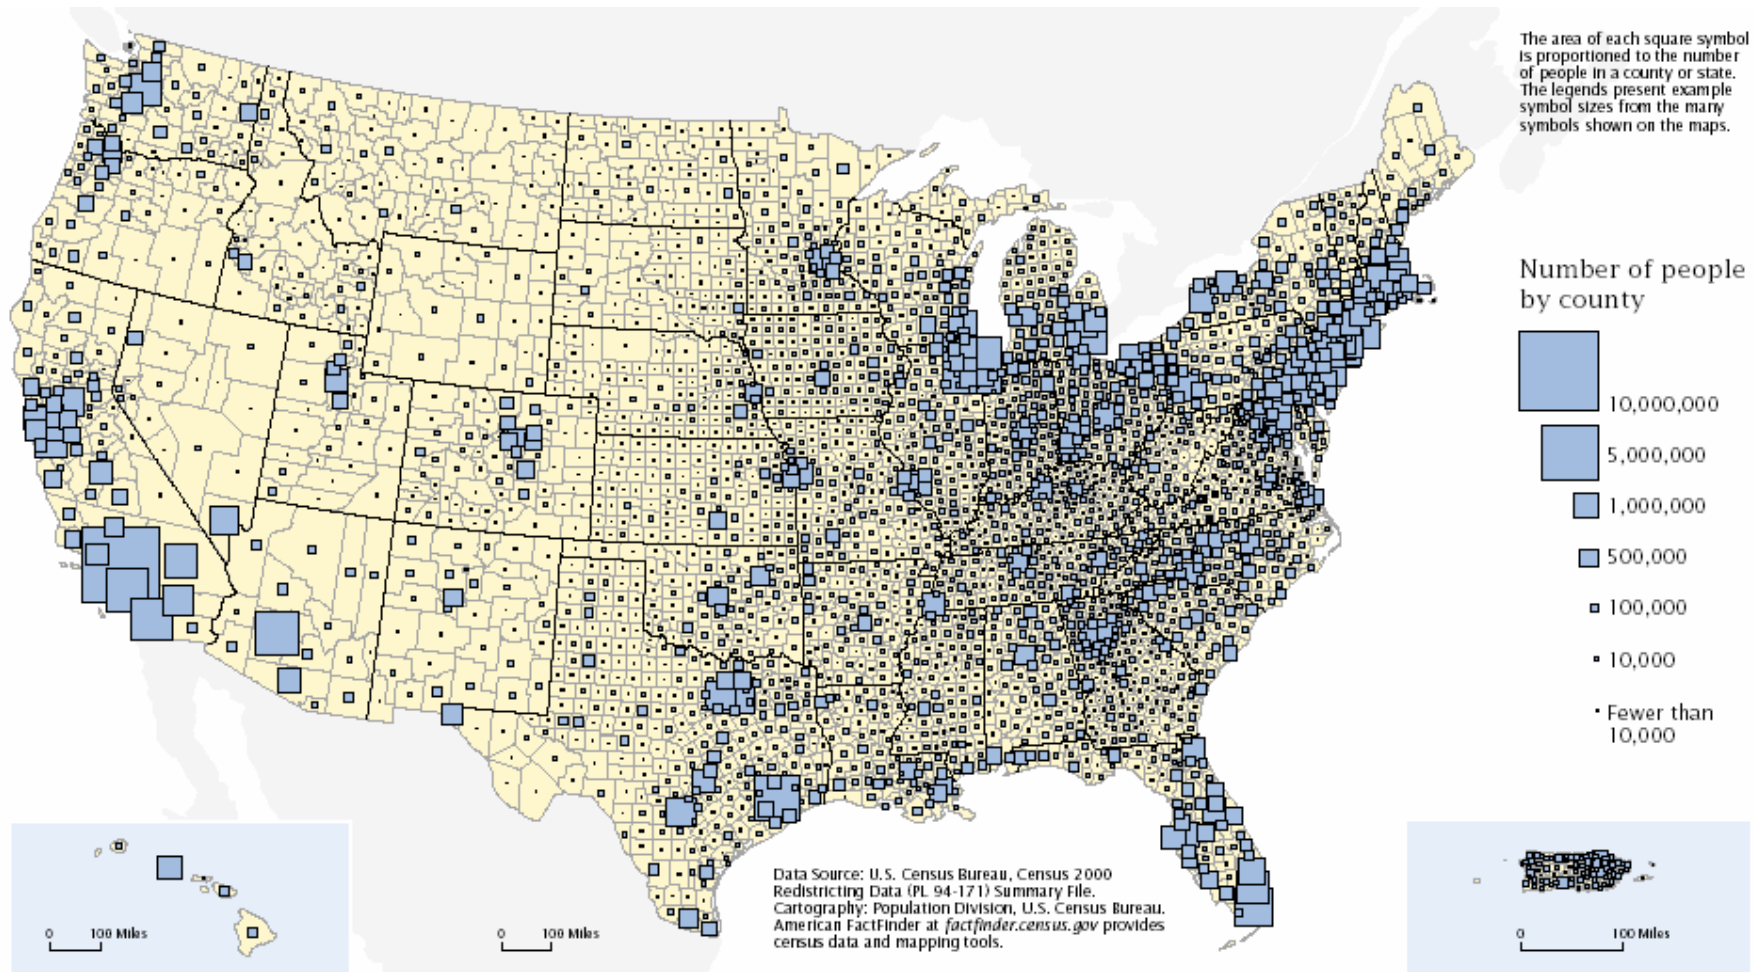 The area of each square symbol
is proportioned to the number
of people in a county or state.
The legends present example
symbol sizes from the many
symbols shown on the maps.
Number of people
by county
10,000,000
5,000,000
1,000,000
500,000
100,000
10,000
Fewer than
10,000
Data Source: U.S. Census Bureau, Census 2000
Redistricting Data (PL 94-171) Summary File.
Cartography: Population Division, U.S. Census Bureau.
American FactFinder at factfinder.census.gov provides
census data and mapping tools.
0 100 Miles
0 100 Miles
0 100 Miles